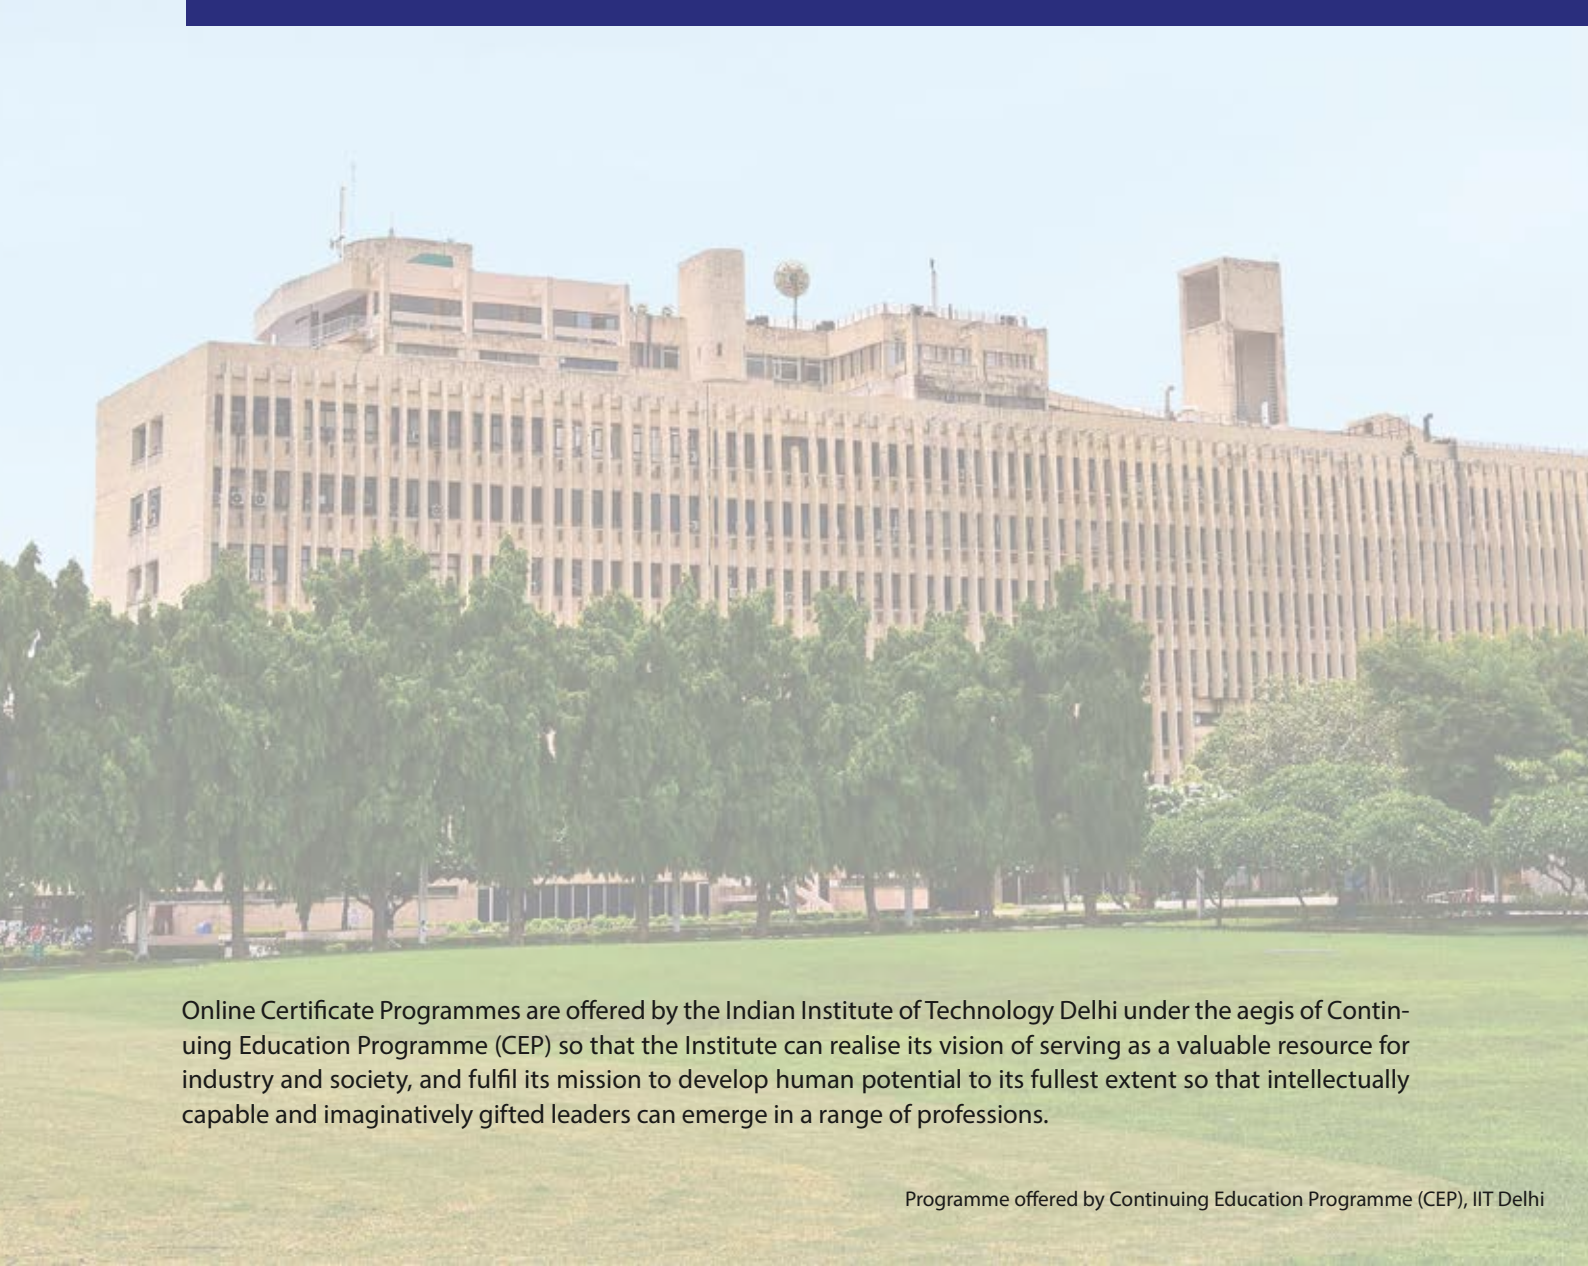 Online Certificate Programmes are offered by the Indian Institute of Technology Delhi under the aegis of Contin-
uing Education Programme (CEP) so that the Institute can realise its vision of serving as a valuable resource for
industry and society, and fulfil its mission to develop human potential to its fullest extent so that intellectually
capable and imaginatively gifted leaders can emerge in a range of professions.
Programme offered by Continuing Education Programme (CEP), IIT Delhi